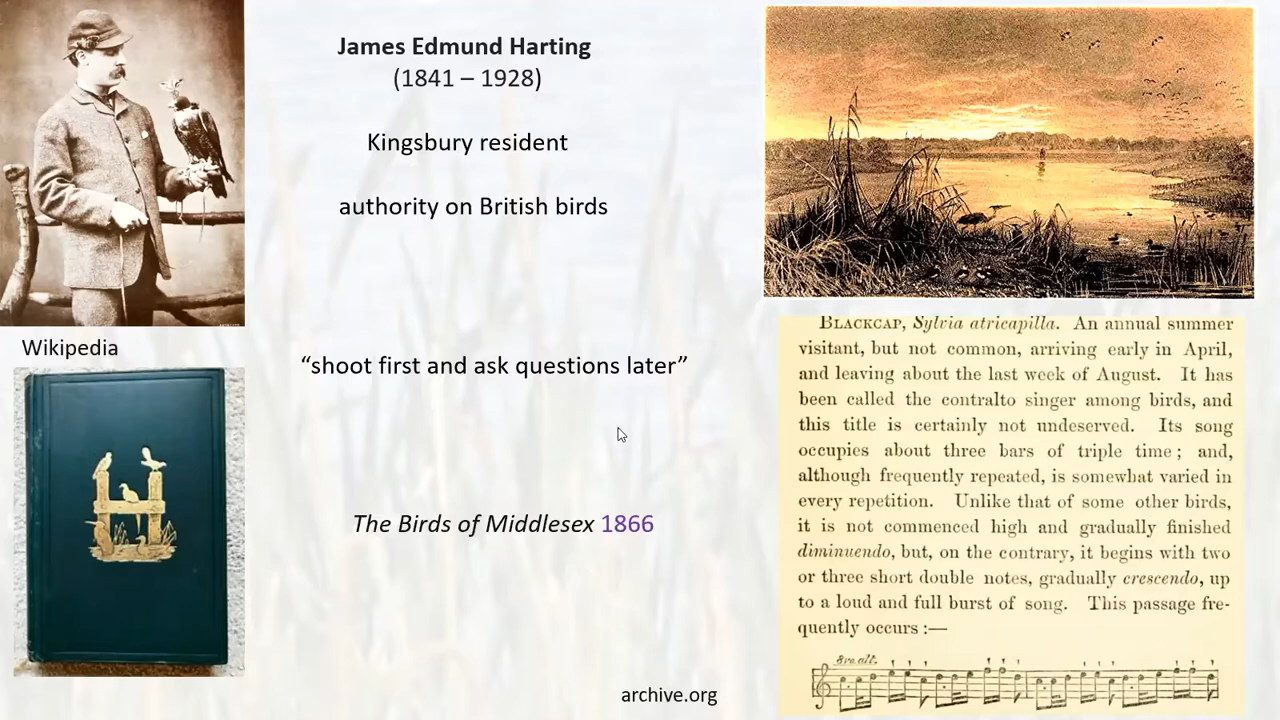 James Edmund Harting
(1841 – 1928)
Kingsbury resident
authority on British birds
Wikipedia
“shoot first and ask questions later”
The Birds of Middlesex 1866
archive.org
BLACKCAP, Sylvia atricapilla. An annual summer
visitant, but not common, arriving early in April,
and leaving about the last week of August. It has
been called the contralto singer among birds, and
this title is certainly not undeserved. Its song
occupies about three bars of triple time; and,
although frequently repeated, is somewhat varied in
every repetition. Unlike that of some other birds,
it is not commenced high and gradually finished
diminuendo, but, on the contrary, it begins with two
or three short double notes, gradually crescendo, up
to a loud and full burst of song. This passage fre-
quently occurs :—
8va alt.